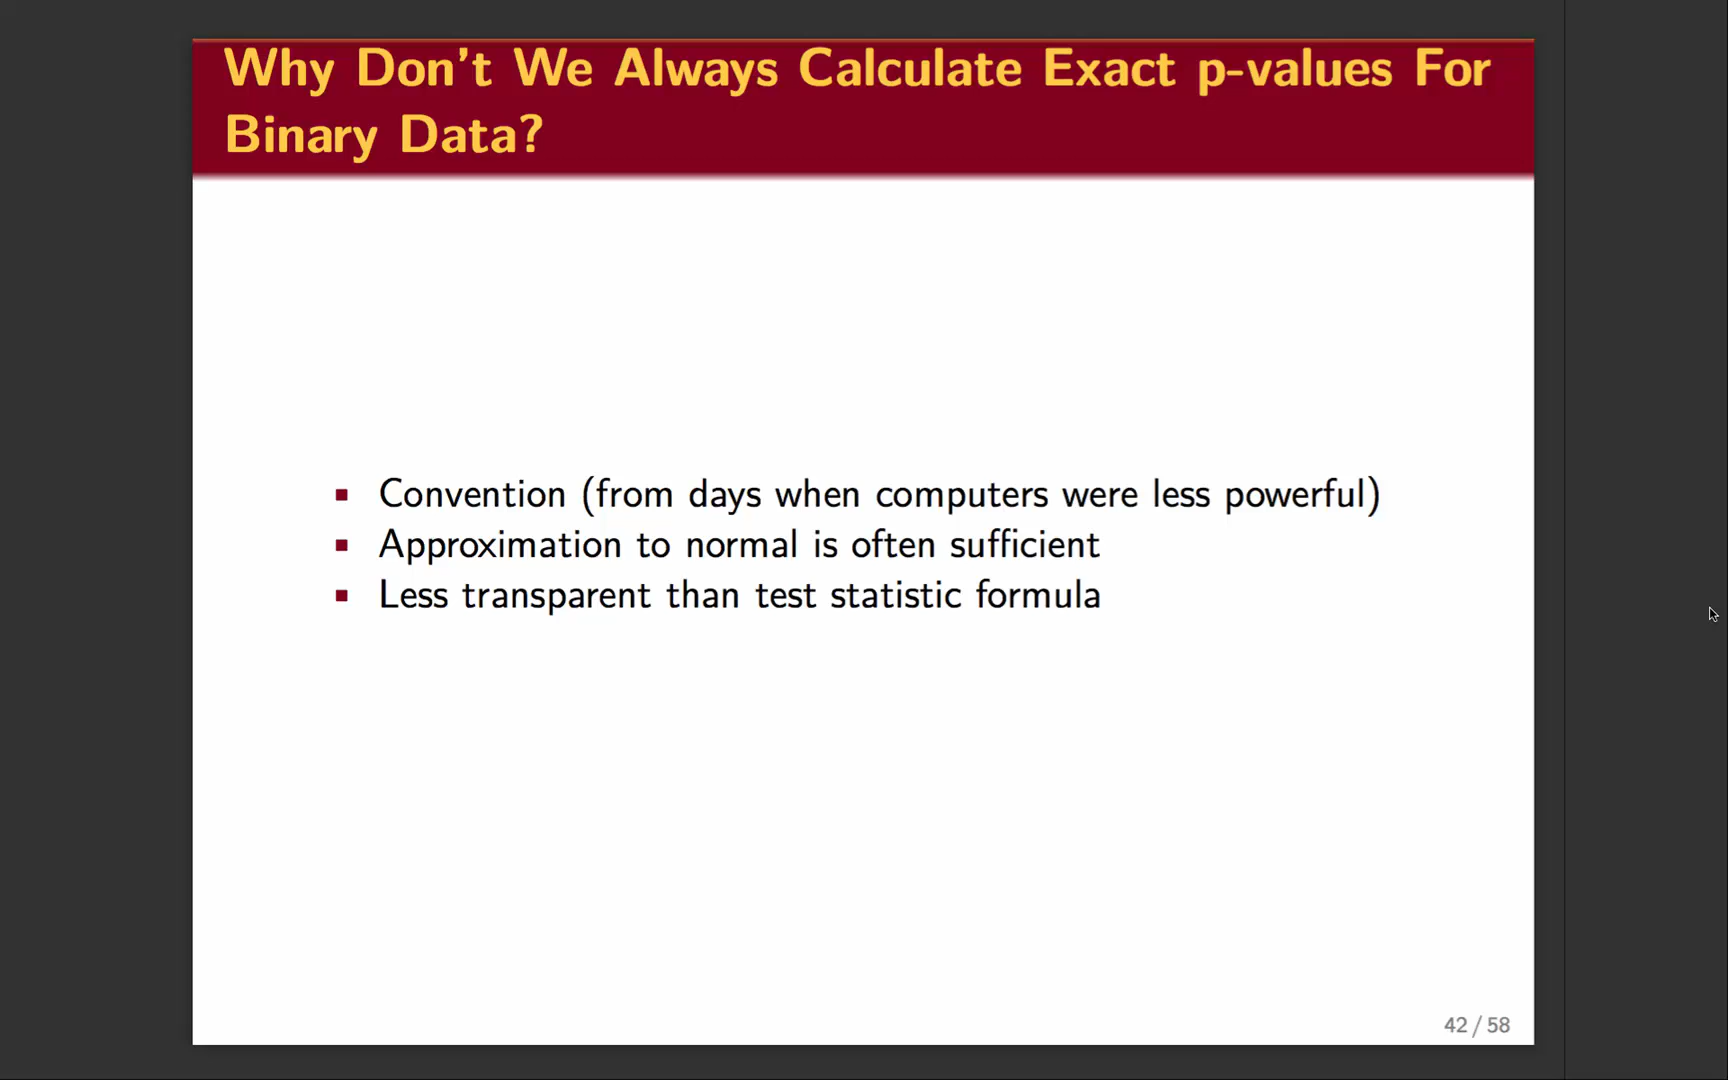 Why Don't We Always Calculate Exact p-values For
Binary Data?
Convention (from days when computers were less powerful)
Approximation to normal is often sufficient
Less transparent than test statistic formula
42 / 58